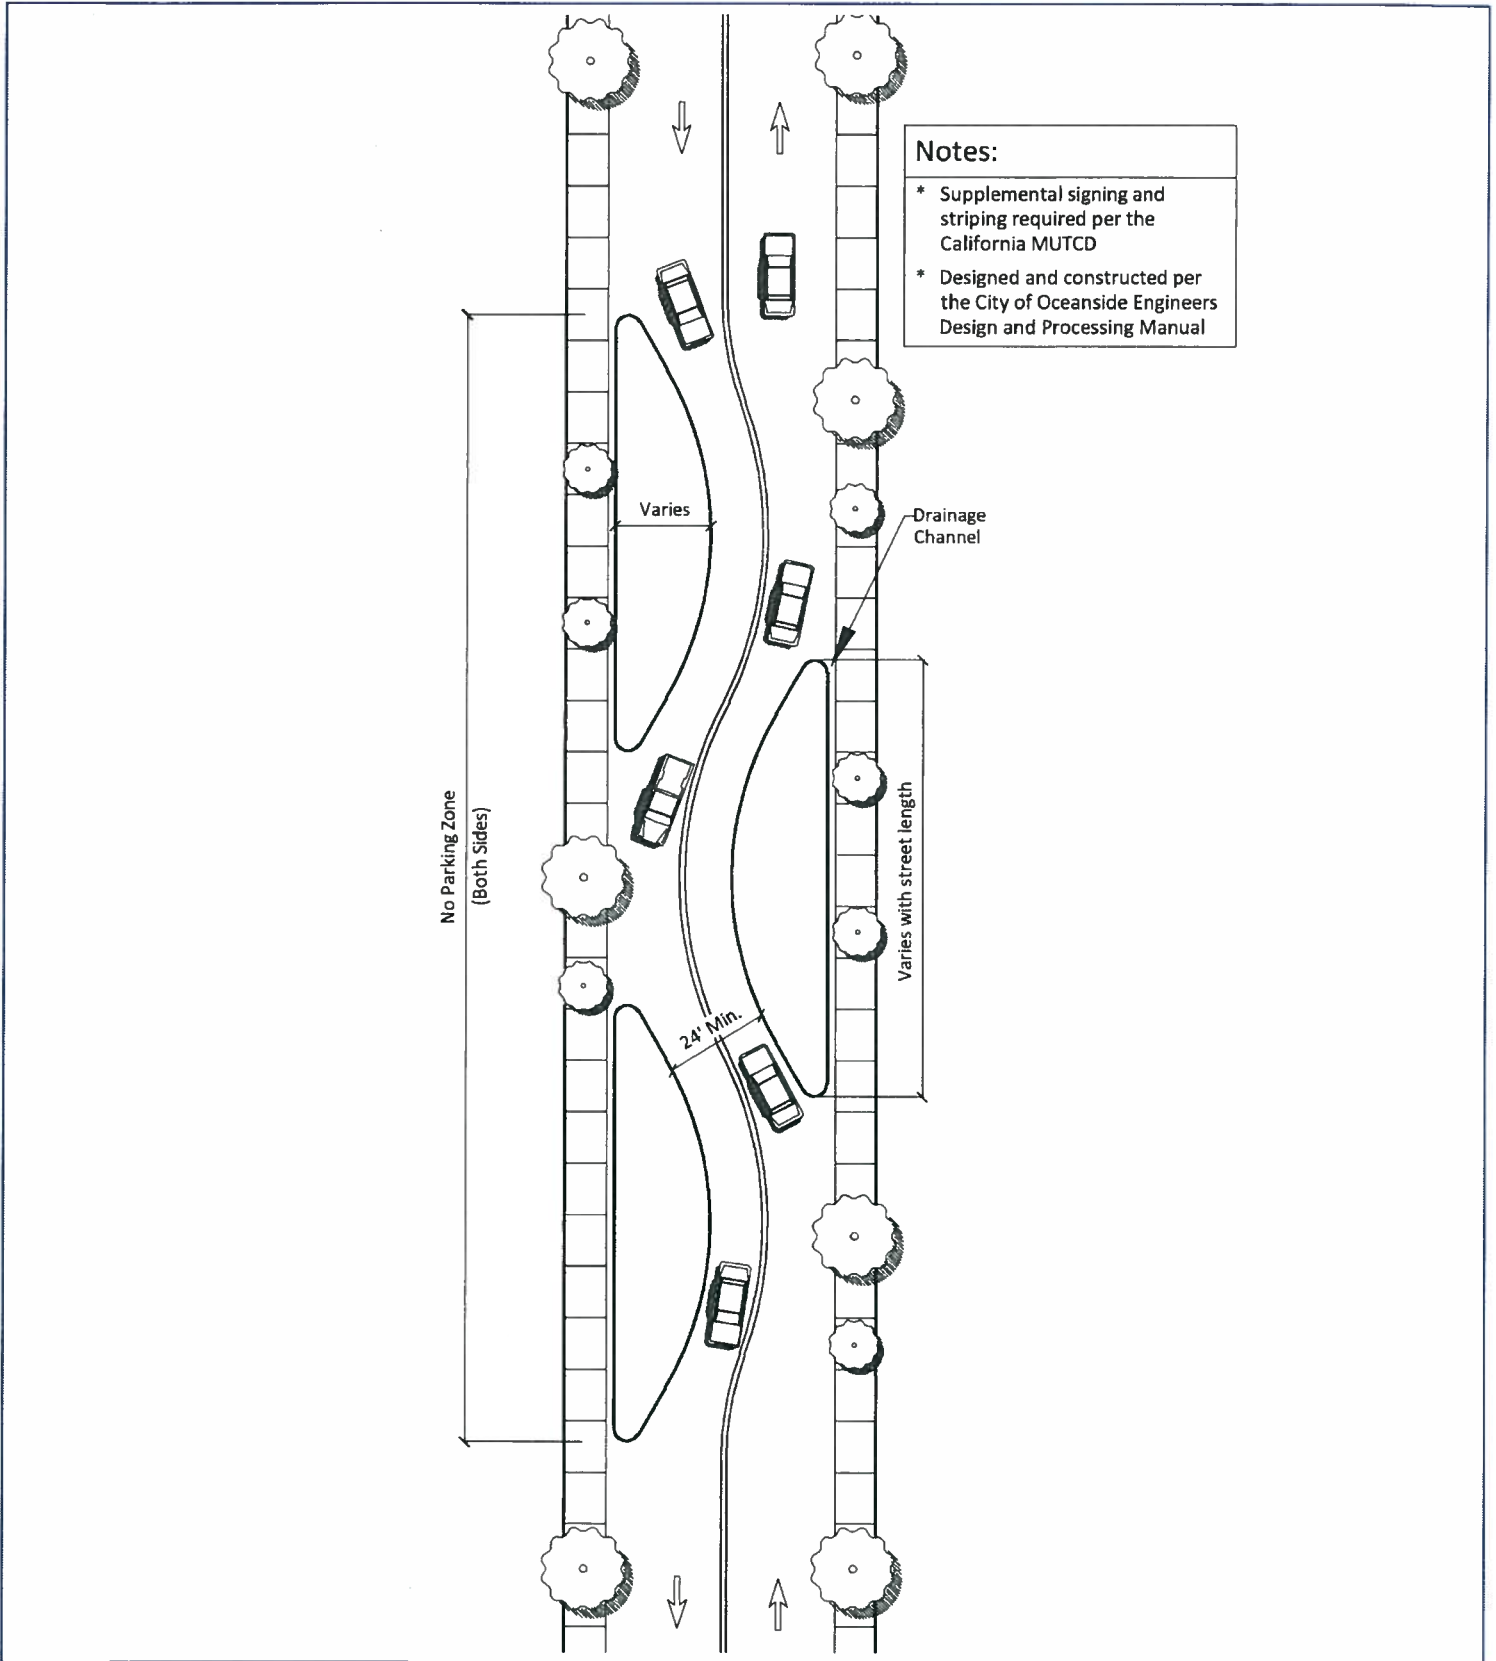 Notes:
* Supplemental signing and
striping required per the
California MUTCD
* Designed and constructed per
the City of Oceanside Engineers
Design and Processing Manual
Varies
Drainage
Channel
No Parking Zone
(Both Sides)
Varies with street length
24' Min.